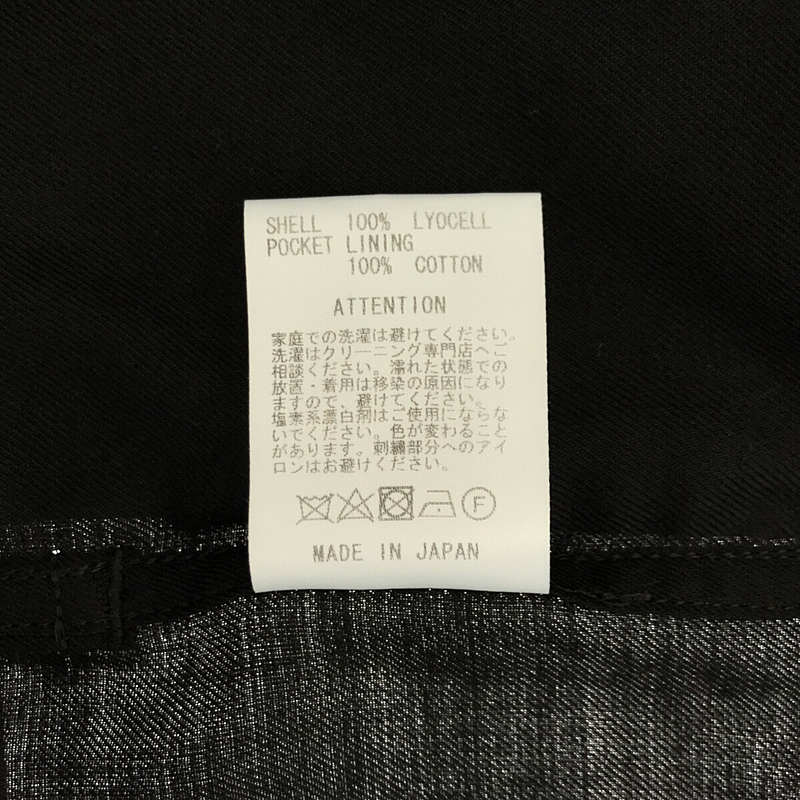 SHELL 100% LYOCELL
POCKET LINING
100% COTTON
ATTENTION
家庭での洗濯は避けてください。
洗濯はクリーニング専門店へご
相談ください。濡れた状態での
放置・着用は移染の原因になり
ますので、避けてください。
塩素系漂白剤はご使用にならな
いでください。色が変わること
があります。刺繍部分へのアイ
ロンはお避けください。
F
MADE IN JAPAN